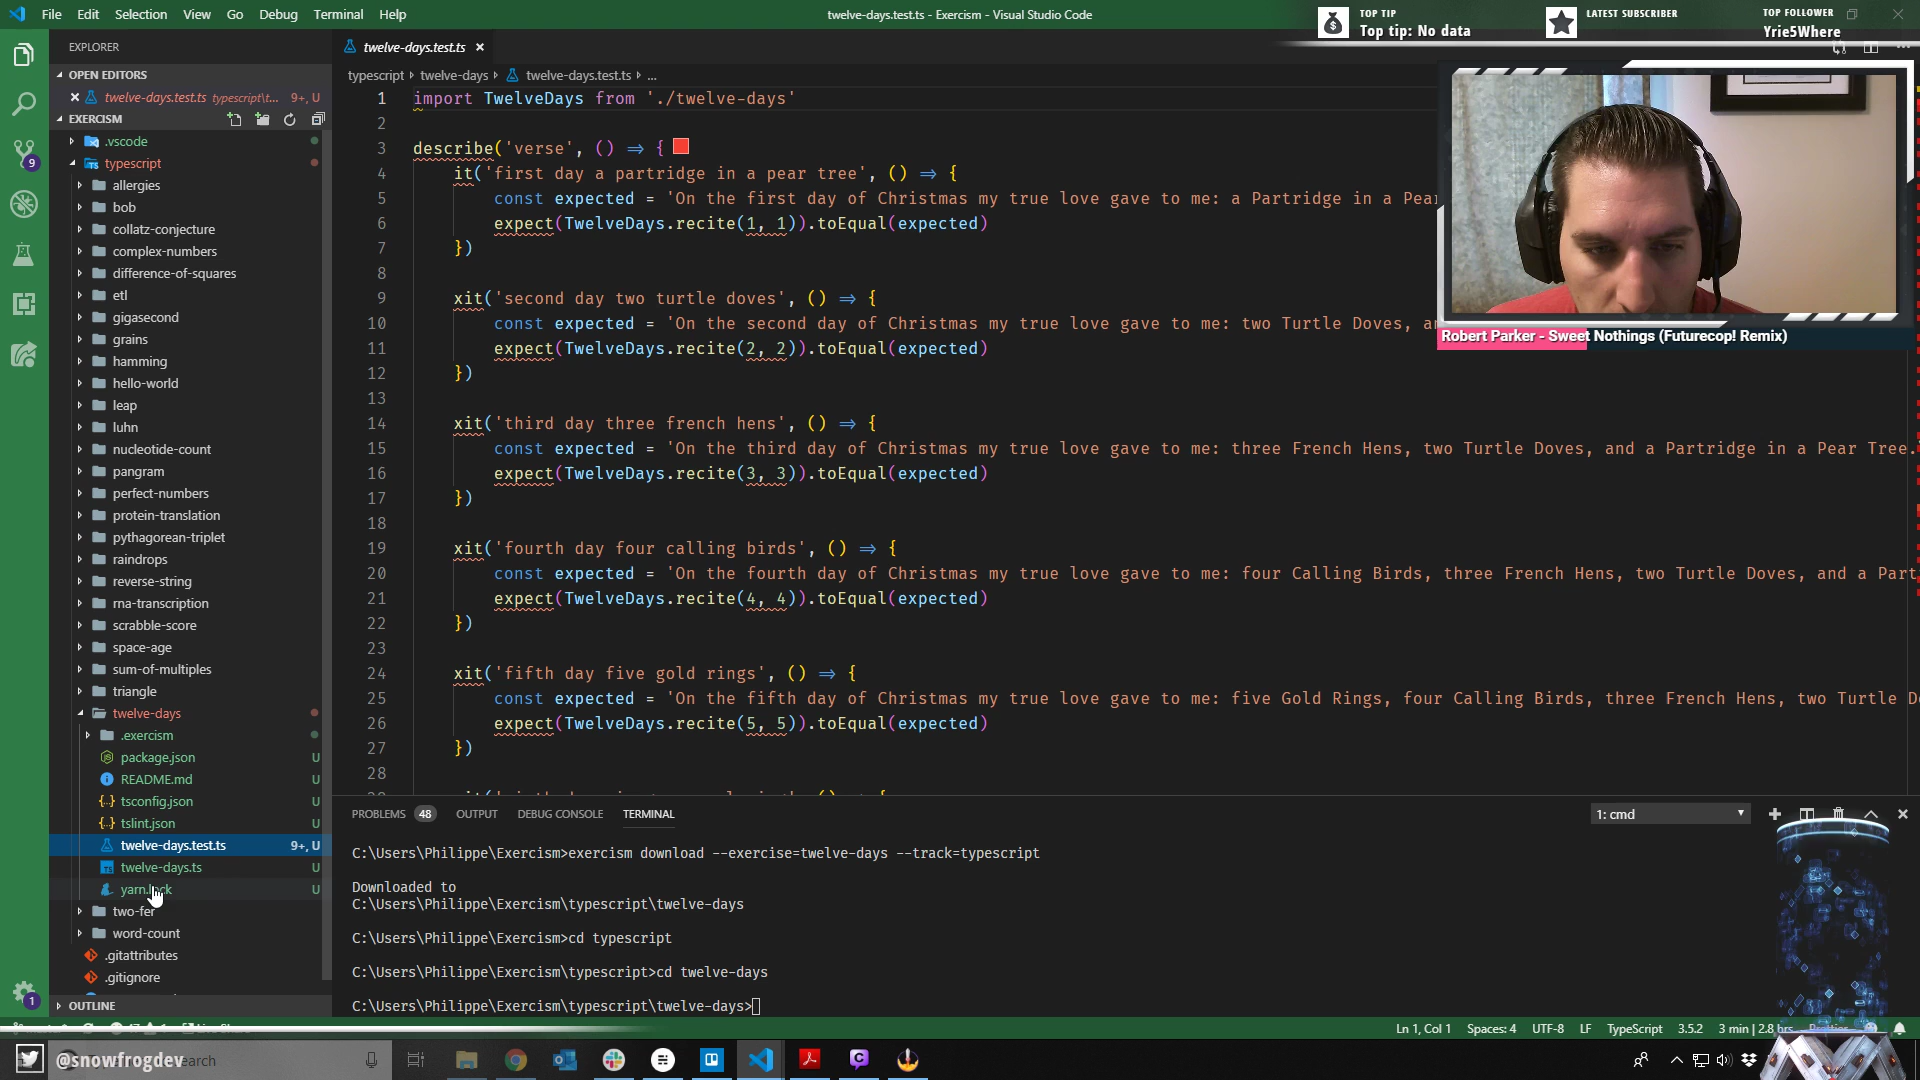 File Edit Selection View Go Debug Terminal Help
twelve-days.test.ts - Exercism - Visual Studio Code
TOP TIP
Top tip: No data
LATEST SUBSCRIBER
TOP FOLLOWER
Yrie5Where
EXPLORER
OPEN EDITORS
twelve-days.test.ts typescript\t... 9+, U
EXERCISM
.vscode
typescript
allergies
bob
collatz-conjecture
complex-numbers
difference-of-squares
etl
gigasecond
grains
hamming
hello-world
leap
luhn
nucleotide-count
pangram
perfect-numbers
protein-translation
pythagorean-triplet
raindrops
reverse-string
rna-transcription
scrabble-score
space-age
sum-of-multiples
triangle
twelve-days
.exercism
package.json U
README.md U
tsconfig.json U
tslint.json U
twelve-days.test.ts 9+, U
twelve-days.ts U
yarn.lock U
two-fer
word-count
.gitattributes
.gitignore
OUTLINE
9
1
twelve-days.test.ts
typescript twelve-days twelve-days.test.ts ...
1 import TwelveDays from './twelve-days'
2
3 describe('verse', () => {
4 it('first day a partridge in a pear tree', () => {
5 const expected = 'On the first day of Christmas my true love gave to me: a Partridge in a Pear
6 expect(TwelveDays.recite(1, 1)).toEqual(expected)
7 })
8
9 xit('second day two turtle doves', () => {
10 const expected = 'On the second day of Christmas my true love gave to me: two Turtle Doves, an
11 expect(TwelveDays.recite(2, 2)).toEqual(expected)
12 })
13
14 xit('third day three french hens', () => {
15 const expected = 'On the third day of Christmas my true love gave to me: three French Hens, two Turtle Doves, and a Partridge in a Pear Tree.
16 expect(TwelveDays.recite(3, 3)).toEqual(expected)
17 })
18
19 xit('fourth day four calling birds', () => {
20 const expected = 'On the fourth day of Christmas my true love gave to me: four Calling Birds, three French Hens, two Turtle Doves, and a Part
21 expect(TwelveDays.recite(4, 4)).toEqual(expected)
22 })
23
24 xit('fifth day five gold rings', () => {
25 const expected = 'On the fifth day of Christmas my true love gave to me: five Gold Rings, four Calling Birds, three French Hens, two Turtle D
26 expect(TwelveDays.recite(5, 5)).toEqual(expected)
27 })
28
Robert Parker - Sweet Nothings (Futurecop! Remix)
PROBLEMS 48 OUTPUT DEBUG CONSOLE TERMINAL
1: cmd
C:\Users\Philippe\Exercism>exercism download --exercise=twelve-days --track=typescript
Downloaded to
C:\Users\Philippe\Exercism\typescript\twelve-days
C:\Users\Philippe\Exercism>cd typescript
C:\Users\Philippe\Exercism\typescript>cd twelve-days
C:\Users\Philippe\Exercism\typescript\twelve-days>
Ln 1, Col 1 Spaces: 4 UTF-8 LF TypeScript 3.5.2 3 min | 2.8 hrs Prettier
@snowfrogdev
search